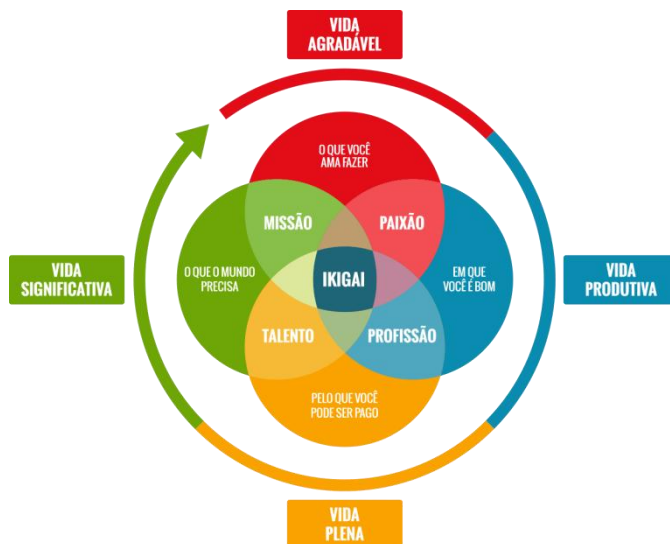 VIDA
AGRADÁVEL
O QUE VOCÊ
AMA FAZER
MISSÃO
PAIXÃO
VIDA
SIGNIFICATIVA
O QUE O MUNDO
PRECISA
IKIGAI
EM QUE
VOCÊ É BOM
VIDA
PRODUTIVA
TALENTO
PROFISSÃO
PELO QUE VOCÊ
PODE SER PAGO
VIDA
PLENA